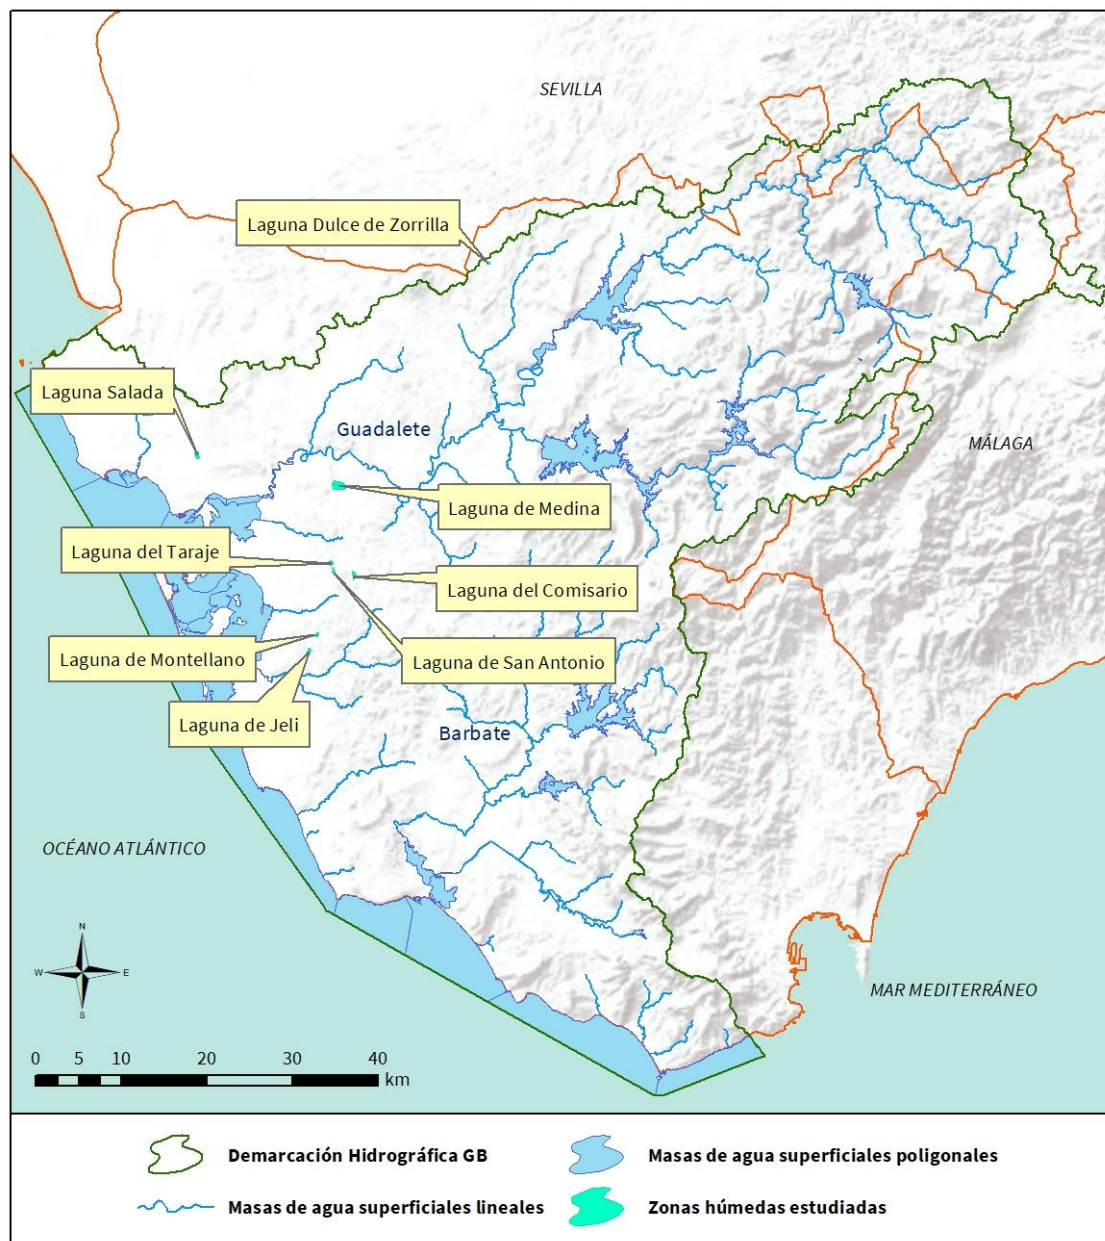 SEVILLA
Laguna Dulce de Zorrilla
Laguna Salada
Guadalete
MÁLAGA
Laguna de Medina
Laguna del Taraje
Laguna del Comisario
Laguna de Montellano
Laguna de San Antonio
Laguna de Jeli
Barbate
OCÉANO ATLÁNTICO
N
W E
S
MAR MEDITERRÁNEO
0 5 10 20 30 40
km
Demarcación Hidrográfica GB
Masas de agua superficiales poligonales
Masas de agua superficiales lineales
Zonas húmedas estudiadas